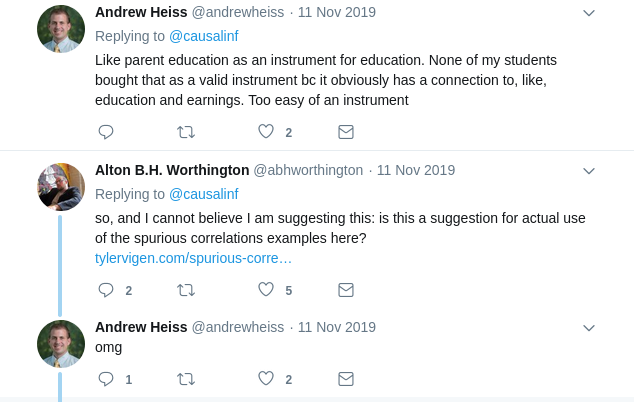 Andrew Heiss @andrewheiss · 11 Nov 2019
Replying to @causalinf
Like parent education as an instrument for education. None of my students
bought that as a valid instrument bc it obviously has a connection to, like,
education and earnings. Too easy of an instrument
2
Alton B.H. Worthington @abhworthington · 11 Nov 2019
Replying to @causalinf
so, and I cannot believe I am suggesting this: is this a suggestion for actual use
of the spurious correlations examples here?
tylervigen.com/spurious-corre…
2 5
Andrew Heiss @andrewheiss · 11 Nov 2019
omg
1 2